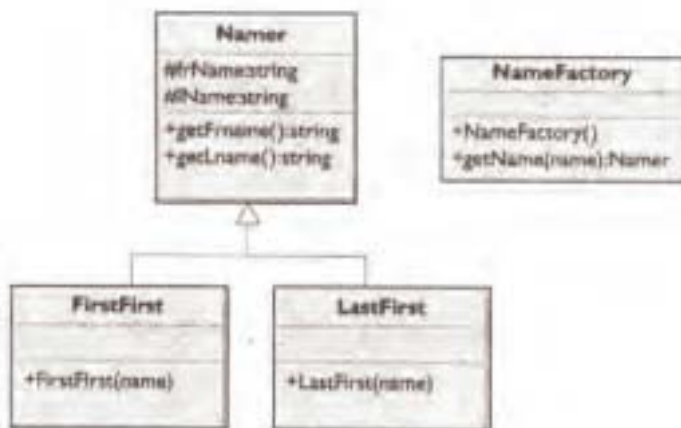 Namer
#frName:string
#lName:string
+getFrname():string
+getLname():string
NameFactory
+NameFactory()
+getName(name):Namer
FirstFirst
+FirstFirst(name)
LastFirst
+LastFirst(name)